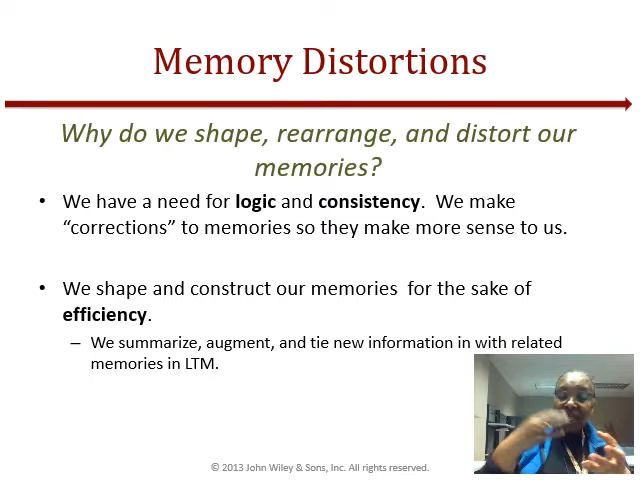 Memory Distortions
Why do we shape, rearrange, and distort our
memories?
• We have a need for logic and consistency.  We make
“corrections” to memories so they make more sense to us.
• We shape and construct our memories  for the sake of
efficiency.
– We summarize, augment, and tie new information in with related
memories in LTM.
© 2013 John Wiley & Sons, Inc. All rights reserved.